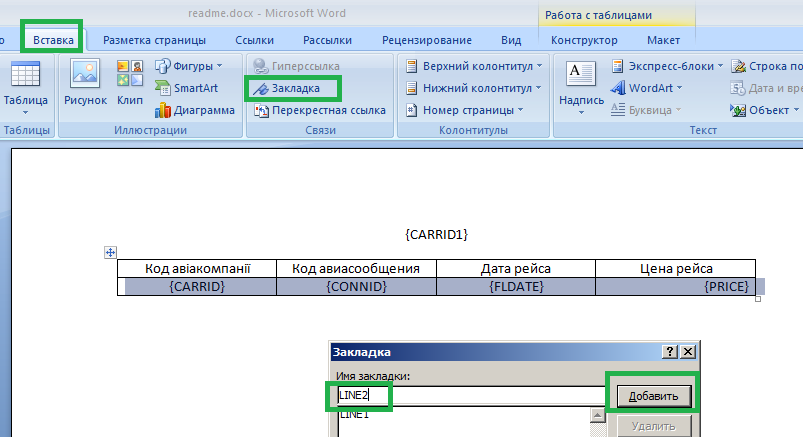 readme.docx - Microsoft Word
Работа с таблицами
Вставка Разметка страницы Ссылки Рассылки Рецензирование Вид Конструктор Макет
Таблица Рисунок Клип Фигуры SmartArt Диаграмма Гиперссылка Закладка Перекрестная ссылка Верхний колонтитул Нижний колонтитул Номер страницы Надпись Экспресс-блоки WordArt Буквица Строка по Дата и вре Объект
Таблицы Иллюстрации Связи Колонтитулы Текст
{CARRID1}
Код авіакомпанії Код авиасообщения Дата рейса Цена рейса
{CARRID} {CONNID} {FLDATE} {PRICE}
Закладка
Имя закладки:
LINE2 Добавить
LINE1
Удалить